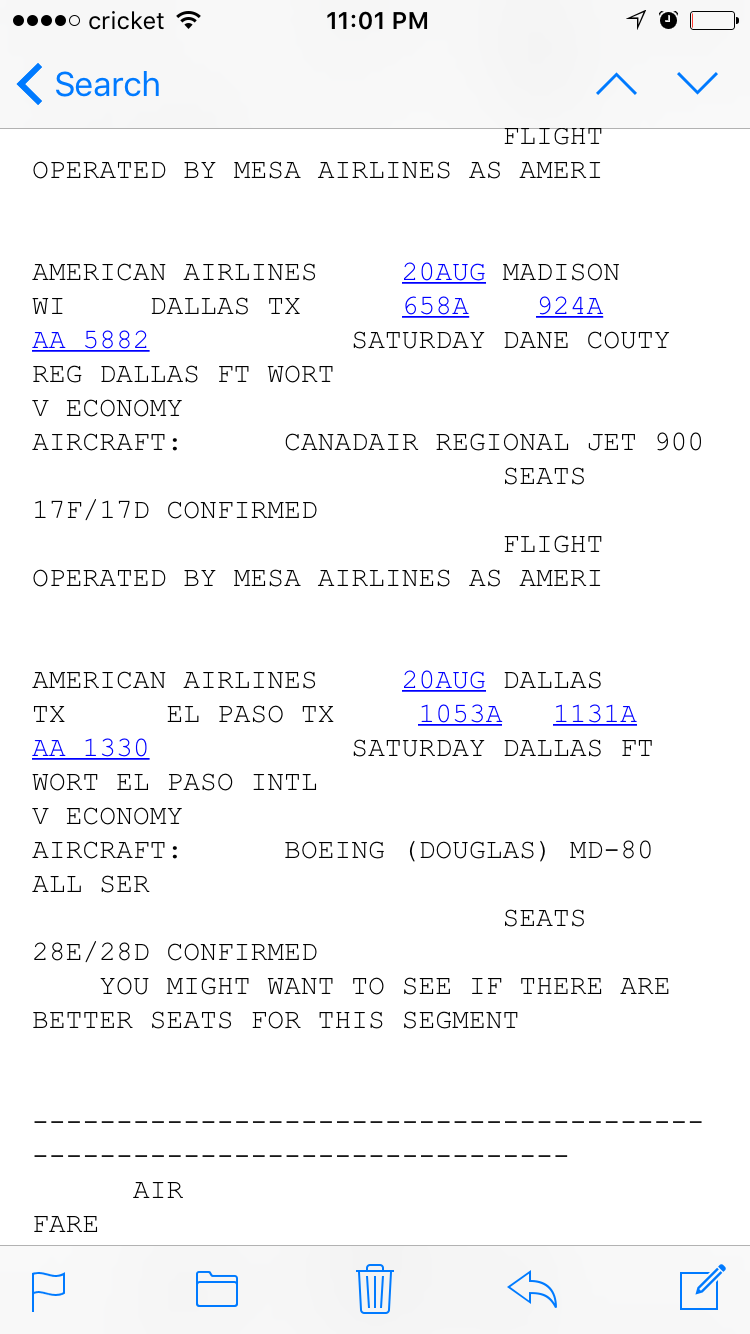 cricket 11:01 PM
Search
FLIGHT
OPERATED BY MESA AIRLINES AS AMERI
AMERICAN AIRLINES 20AUG MADISON
WI DALLAS TX 658A 924A
AA 5882 SATURDAY DANE COUTY
REG DALLAS FT WORT
V ECONOMY
AIRCRAFT: CANADAIR REGIONAL JET 900
SEATS
17F/17D CONFIRMED
FLIGHT
OPERATED BY MESA AIRLINES AS AMERI
AMERICAN AIRLINES 20AUG DALLAS
TX EL PASO TX 1053A 1131A
AA 1330 SATURDAY DALLAS FT
WORT EL PASO INTL
V ECONOMY
AIRCRAFT: BOEING (DOUGLAS) MD-80
ALL SER
SEATS
28E/28D CONFIRMED
YOU MIGHT WANT TO SEE IF THERE ARE
BETTER SEATS FOR THIS SEGMENT
----------------------------------------
--------------------------------
AIR
FARE